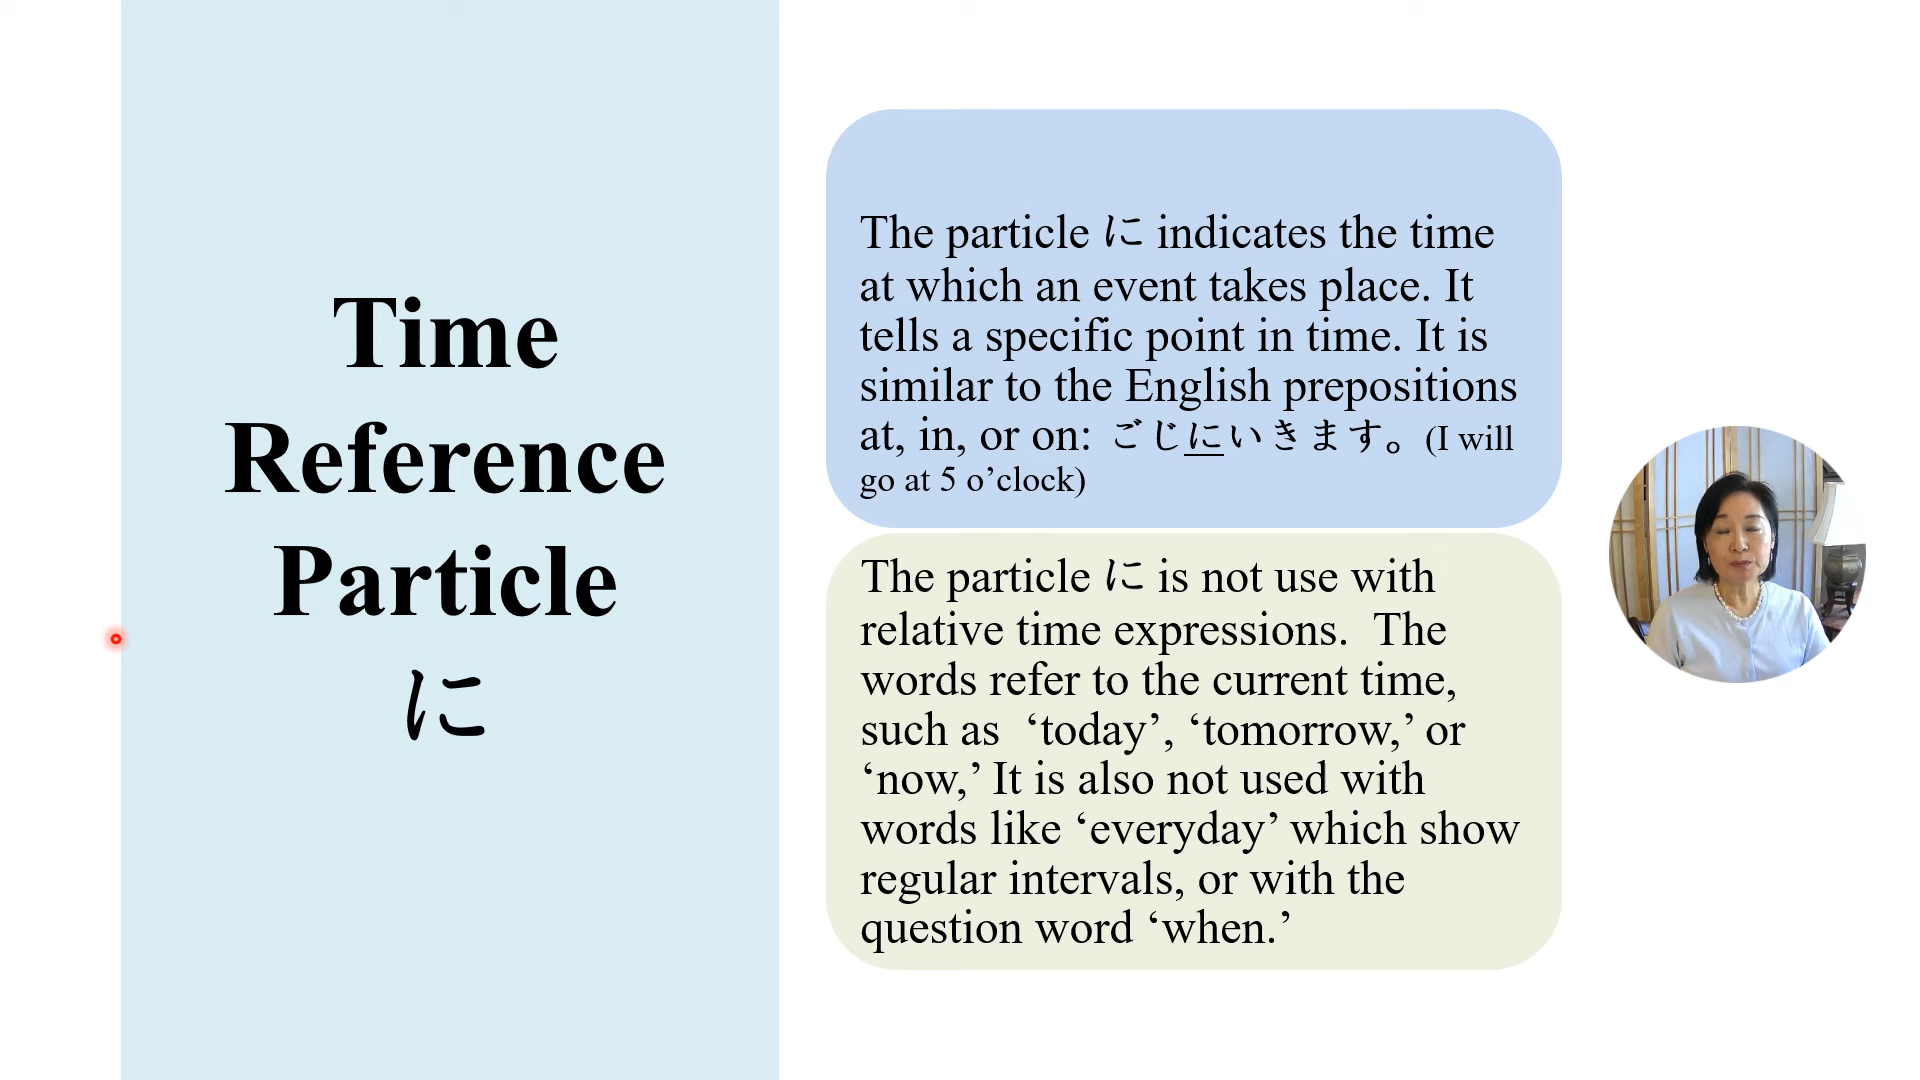 Time
Reference
Particle
に
The particle に indicates the time
at which an event takes place. It
tells a specific point in time. It is
similar to the English prepositions
at, in, or on: ごじにいきます。(I will
go at 5 o’clock)
The particle に is not use with
relative time expressions.  The
words refer to the current time,
such as  ‘today’, ‘tomorrow,’ or
‘now,’ It is also not used with
words like ‘everyday’ which show
regular intervals, or with the
question word ‘when.’